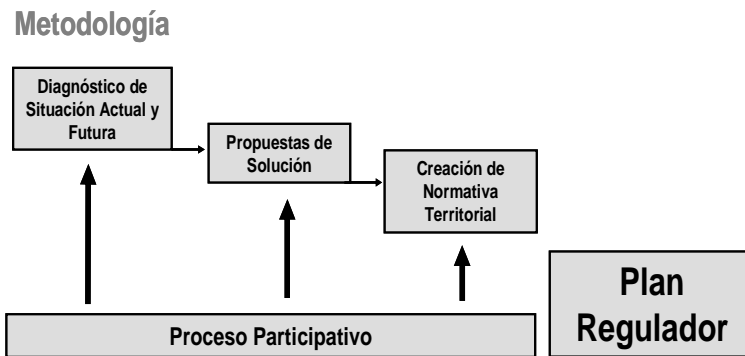 Metodología
Diagnóstico de
Situación Actual y
Futura
Propuestas de
Solución
Creación de
Normativa
Territorial
Plan
Regulador
Proceso Participativo